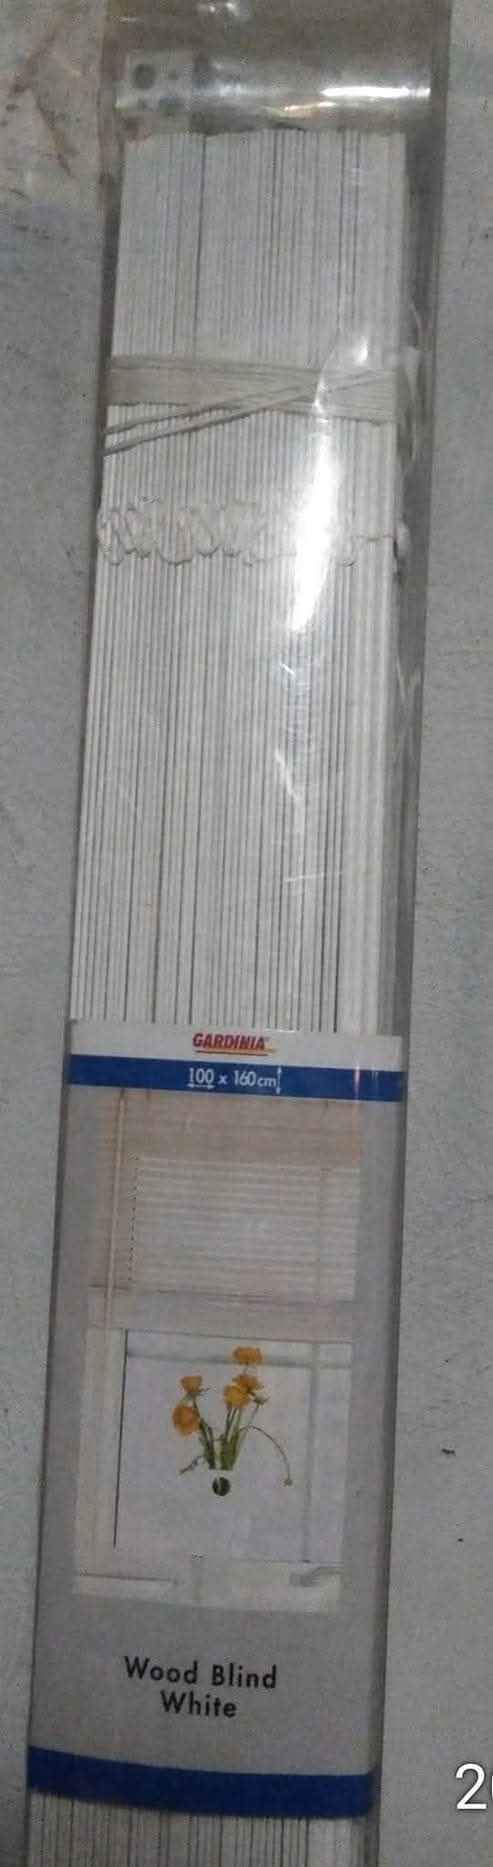 GARDINIA
100 x 160cm
Wood Blind
White